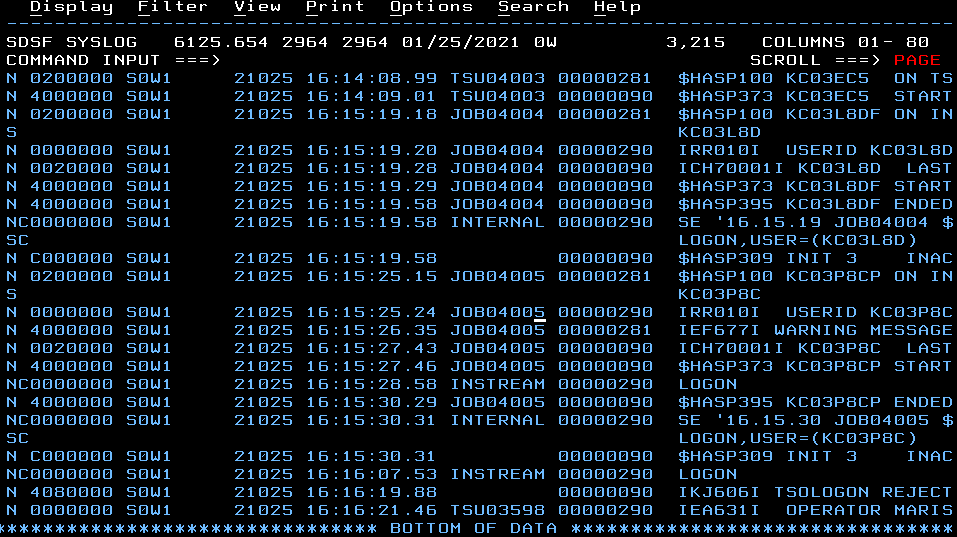 Display  Filter  View  Print  Options  Search  Help
-------------------------------------------------------------------------------
SDSF SYSLOG   6125.654 2964 2964 01/25/2021 0W         3,215   COLUMNS 01- 80
COMMAND INPUT ===>                                            SCROLL ===> PAGE
N 0200000 S0W1     21025 16:14:08.99 TSU04003 00000281  $HASP100 KC03EC5  ON TS
N 4000000 S0W1     21025 16:14:09.01 TSU04003 00000090  $HASP373 KC03EC5  START
N 0200000 S0W1     21025 16:15:19.18 JOB04004 00000281  $HASP100 KC03L8DF ON IN
S                                                       KC03L8D
N 0000000 S0W1     21025 16:15:19.20 JOB04004 00000290  IRR010I  USERID KC03L8D
N 0020000 S0W1     21025 16:15:19.28 JOB04004 00000290  ICH70001I KC03L8D  LAST
N 4000000 S0W1     21025 16:15:19.29 JOB04004 00000290  $HASP373 KC03L8DF START
N 4000000 S0W1     21025 16:15:19.58 JOB04004 00000090  $HASP395 KC03L8DF ENDED
NC0000000 S0W1     21025 16:15:19.58 INTERNAL 00000290  SE '16.15.19 JOB04004 $
SC                                                      LOGON,USER=(KC03L8D)
N C000000 S0W1     21025 16:15:19.58          00000090  $HASP309 INIT 3    INAC
N 0200000 S0W1     21025 16:15:25.15 JOB04005 00000281  $HASP100 KC03P8CP ON IN
S                                                       KC03P8C
N 0000000 S0W1     21025 16:15:25.24 JOB04005 00000290  IRR010I  USERID KC03P8C
N 4000000 S0W1     21025 16:15:26.35 JOB04005 00000281  IEF677I WARNING MESSAGE
N 0020000 S0W1     21025 16:15:27.43 JOB04005 00000290  ICH70001I KC03P8C  LAST
N 4000000 S0W1     21025 16:15:27.46 JOB04005 00000290  $HASP373 KC03P8CP START
NC0000000 S0W1     21025 16:15:28.58 INSTREAM 00000290  LOGON
N 4000000 S0W1     21025 16:15:30.29 JOB04005 00000090  $HASP395 KC03P8CP ENDED
NC0000000 S0W1     21025 16:15:30.31 INTERNAL 00000290  SE '16.15.30 JOB04005 $
SC                                                      LOGON,USER=(KC03P8C)
N C000000 S0W1     21025 16:15:30.31          00000090  $HASP309 INIT 3    INAC
NC0000000 S0W1     21025 16:16:07.53 INSTREAM 00000290  LOGON
N 4080000 S0W1     21025 16:16:19.88          00000090  IKJ606I TSOLOGON REJECT
N 0000000 S0W1     21025 16:16:21.46 TSU03598 00000290  IEA631I  OPERATOR MARIS
******************************** BOTTOM OF DATA ********************************